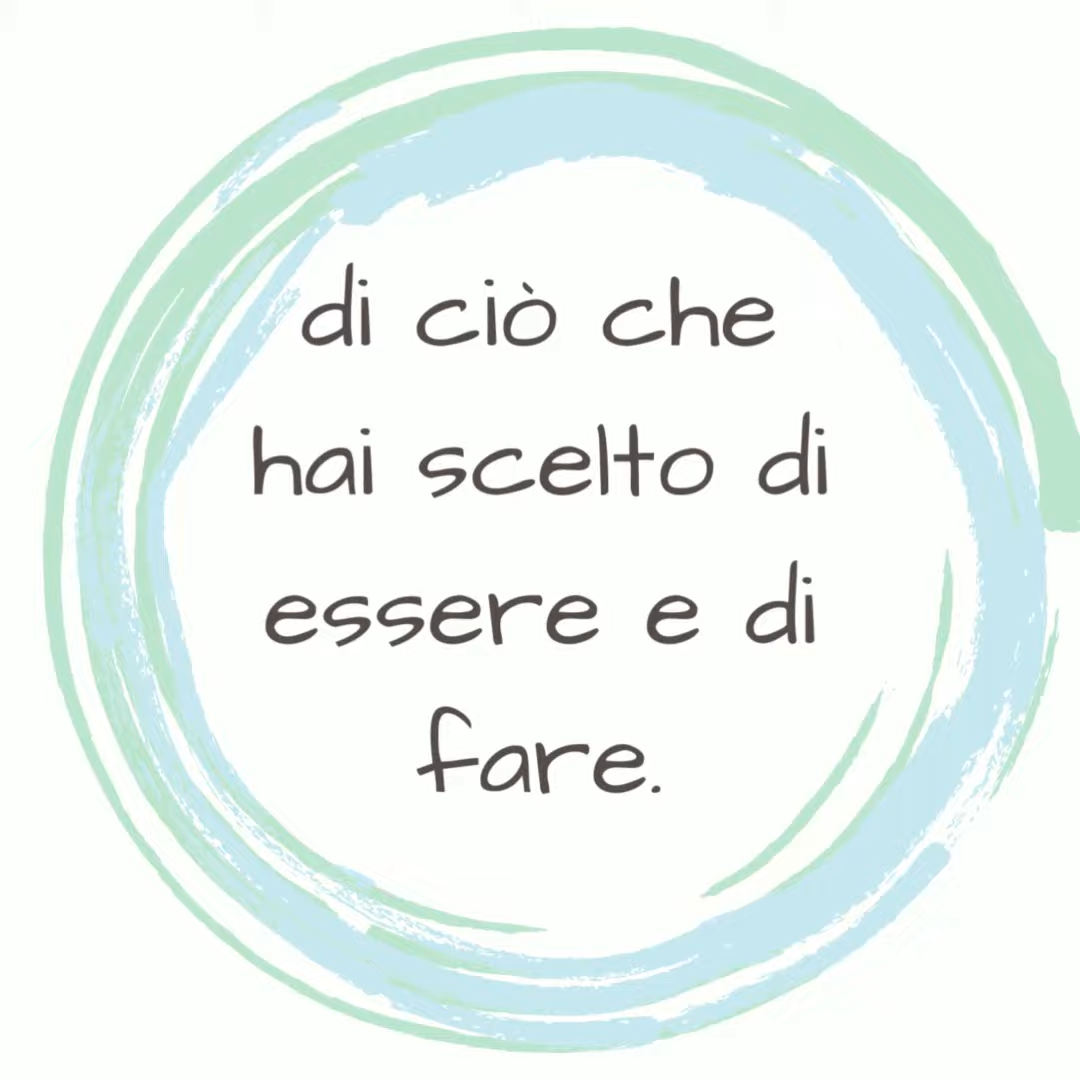 di ciò che
hai scelto di
essere e di
fare.